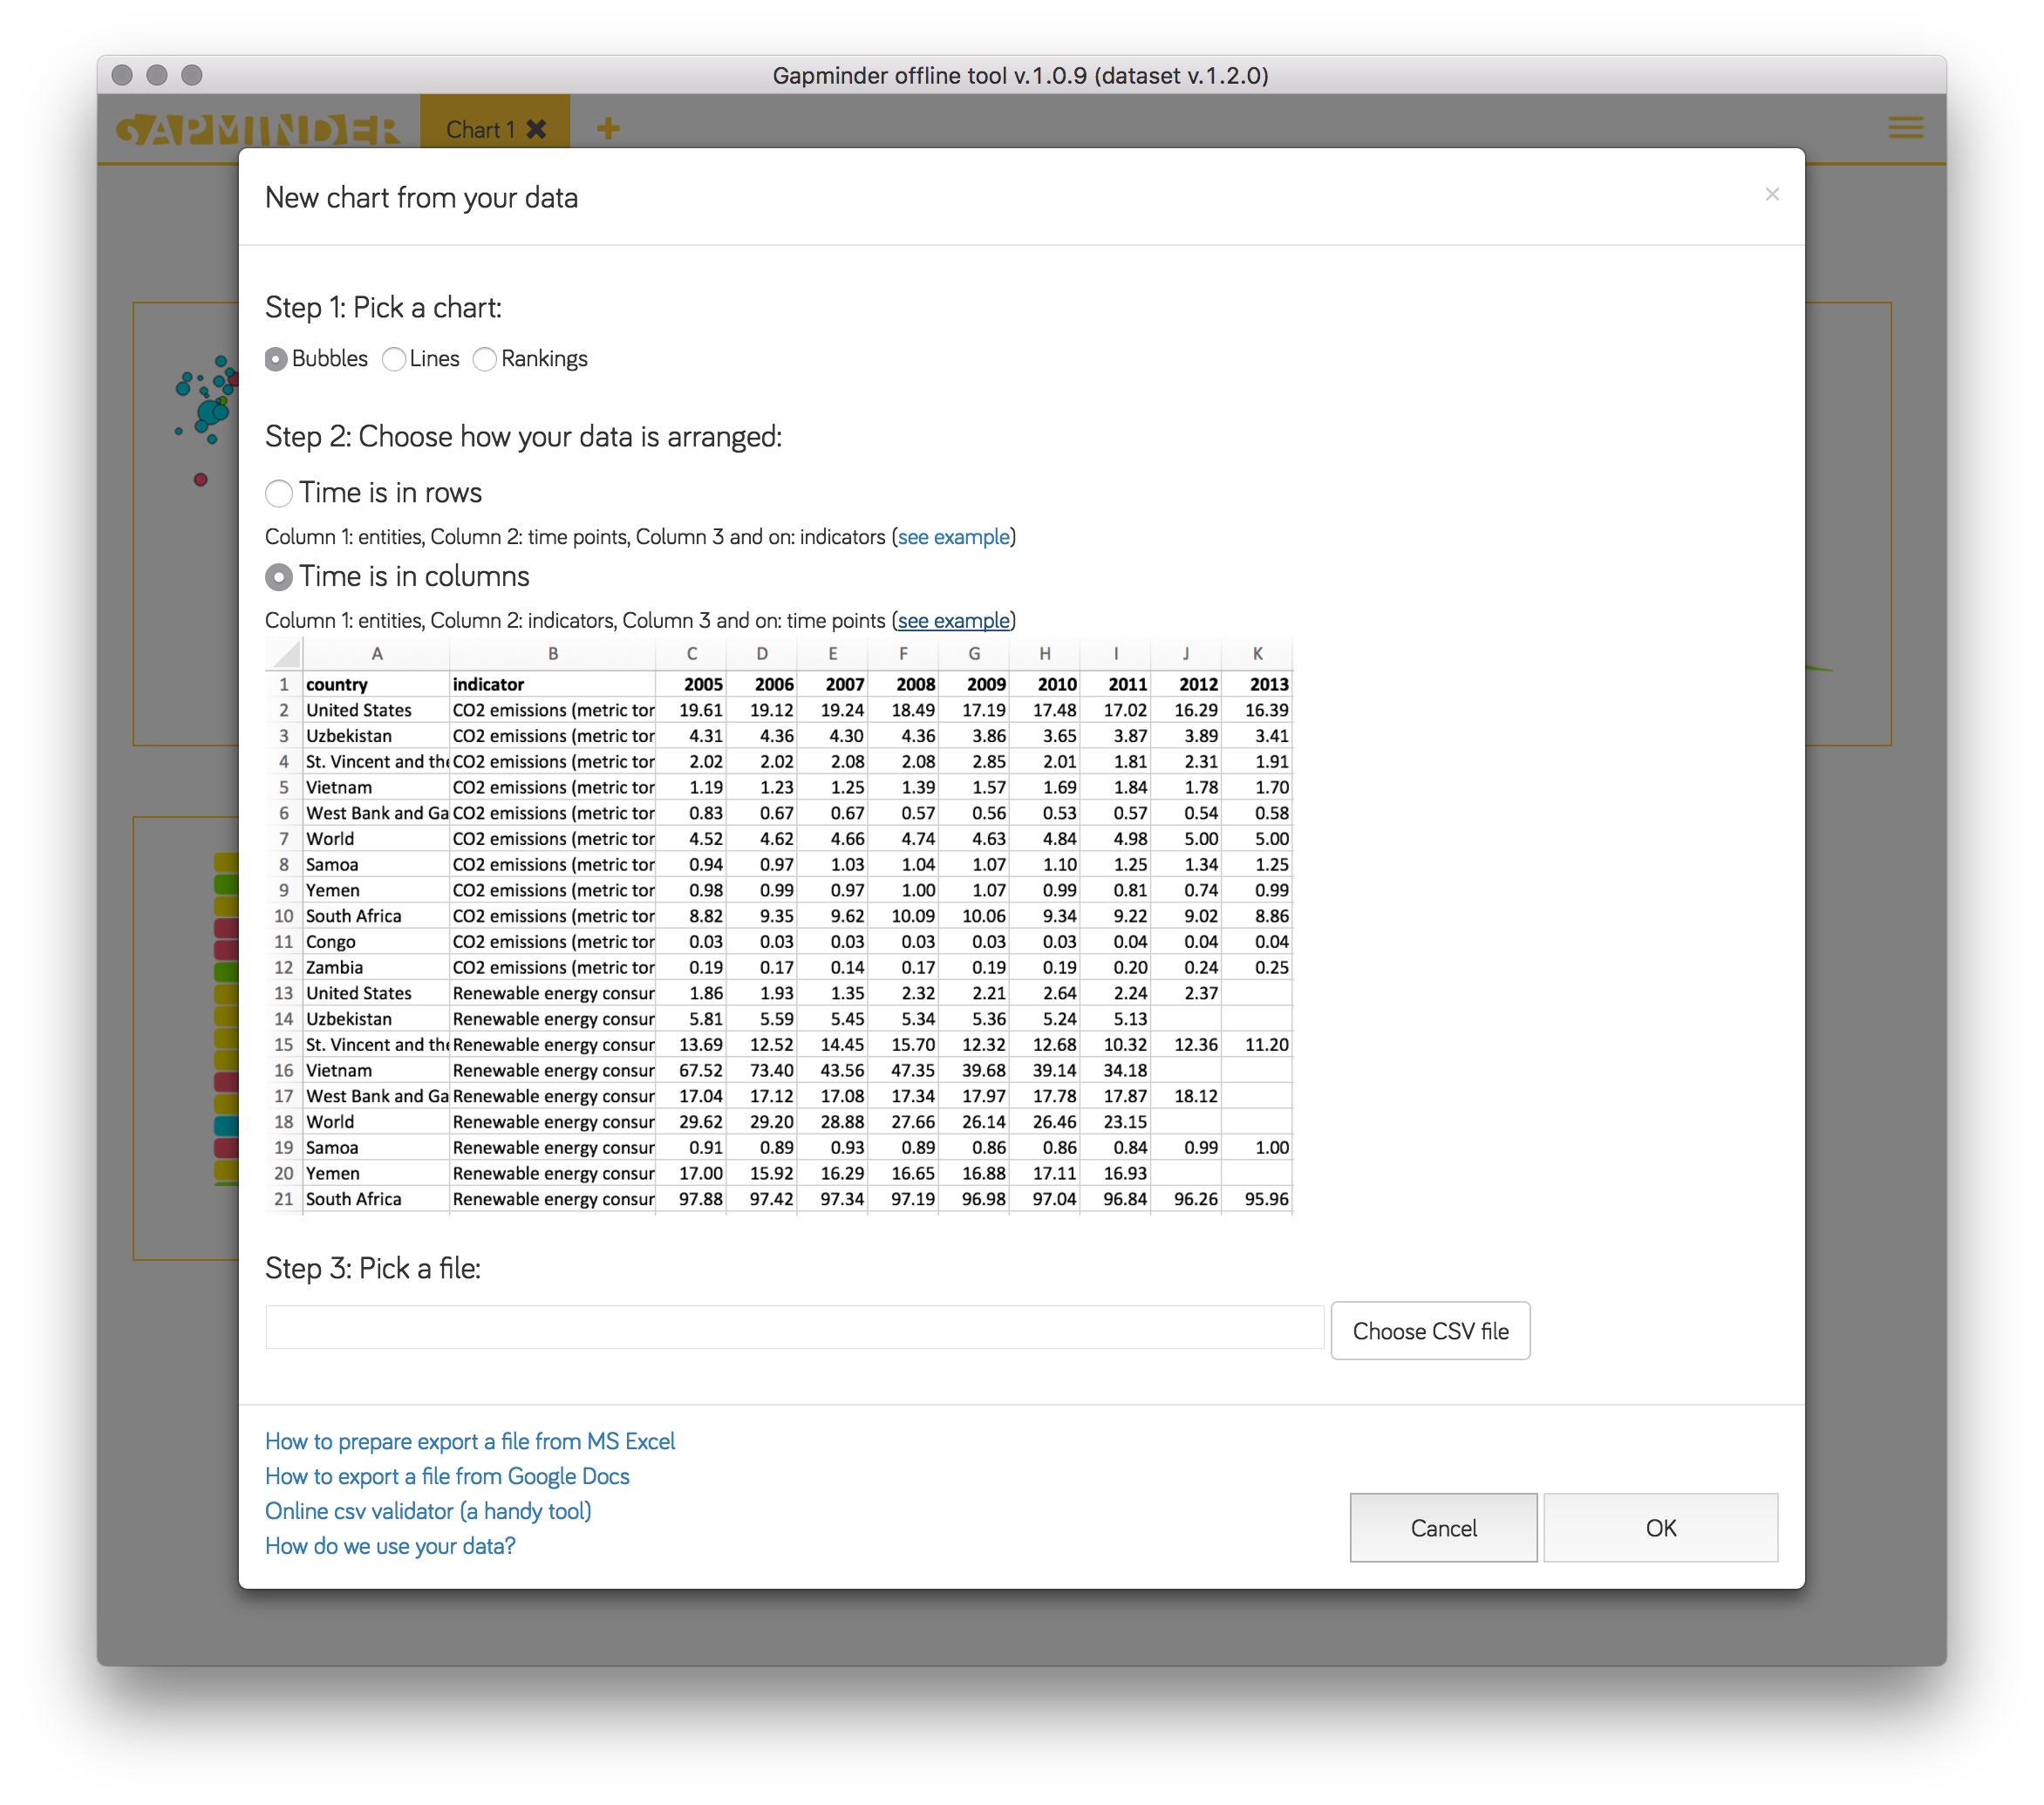 Gapminder offline tool v.1.0.9 (dataset v.1.2.0)
GAPMINDER Chart 1
New chart from your data
Step 1: Pick a chart:
Bubbles Lines Rankings
Step 2: Choose how your data is arranged:
Time is in rows
Column 1: entities, Column 2: time points, Column 3 and on: indicators (see example)
Time is in columns
Column 1: entities, Column 2: indicators, Column 3 and on: time points (see example)
A B C D E F G H I J K
1 country indicator 2005 2006 2007 2008 2009 2010 2011 2012 2013
2 United States CO2 emissions (metric tor 19.61 19.12 19.24 18.49 17.19 17.48 17.02 16.29 16.39
3 Uzbekistan CO2 emissions (metric tor 4.31 4.36 4.30 4.36 3.86 3.65 3.87 3.89 3.41
4 St. Vincent and the CO2 emissions (metric tor 2.02 2.02 2.08 2.08 2.85 2.01 1.81 2.31 1.91
5 Vietnam CO2 emissions (metric tor 1.19 1.23 1.25 1.39 1.57 1.69 1.84 1.78 1.70
6 West Bank and Ga CO2 emissions (metric tor 0.83 0.67 0.67 0.57 0.56 0.53 0.57 0.54 0.58
7 World CO2 emissions (metric tor 4.52 4.62 4.66 4.74 4.63 4.84 4.98 5.00 5.00
8 Samoa CO2 emissions (metric tor 0.94 0.97 1.03 1.04 1.07 1.10 1.25 1.34 1.25
9 Yemen CO2 emissions (metric tor 0.98 0.99 0.97 1.00 1.07 0.99 0.81 0.74 0.99
10 South Africa CO2 emissions (metric tor 8.82 9.35 9.62 10.09 10.06 9.34 9.22 9.02 8.86
11 Congo CO2 emissions (metric tor 0.03 0.03 0.03 0.03 0.03 0.03 0.04 0.04 0.04
12 Zambia CO2 emissions (metric tor 0.19 0.17 0.14 0.17 0.19 0.19 0.20 0.24 0.25
13 United States Renewable energy consur 1.86 1.93 1.35 2.32 2.21 2.64 2.24 2.37
14 Uzbekistan Renewable energy consur 5.81 5.59 5.45 5.34 5.36 5.24 5.13
15 St. Vincent and the Renewable energy consur 13.69 12.52 14.45 15.70 12.32 12.68 10.32 12.36 11.20
16 Vietnam Renewable energy consur 67.52 73.40 43.56 47.35 39.68 39.14 34.18
17 West Bank and Ga Renewable energy consur 17.04 17.12 17.08 17.34 17.97 17.78 17.87 18.12
18 World Renewable energy consur 29.62 29.20 28.88 27.66 26.14 26.46 23.15
19 Samoa Renewable energy consur 0.91 0.89 0.93 0.89 0.86 0.86 0.84 0.99 1.00
20 Yemen Renewable energy consur 17.00 15.92 16.29 16.65 16.88 17.11 16.93
21 South Africa Renewable energy consur 97.88 97.42 97.34 97.19 96.98 97.04 96.84 96.26 95.96
Step 3: Pick a file:
Choose CSV file
How to prepare export a file from MS Excel
How to export a file from Google Docs
Online csv validator (a handy tool)
How do we use your data?
Cancel OK